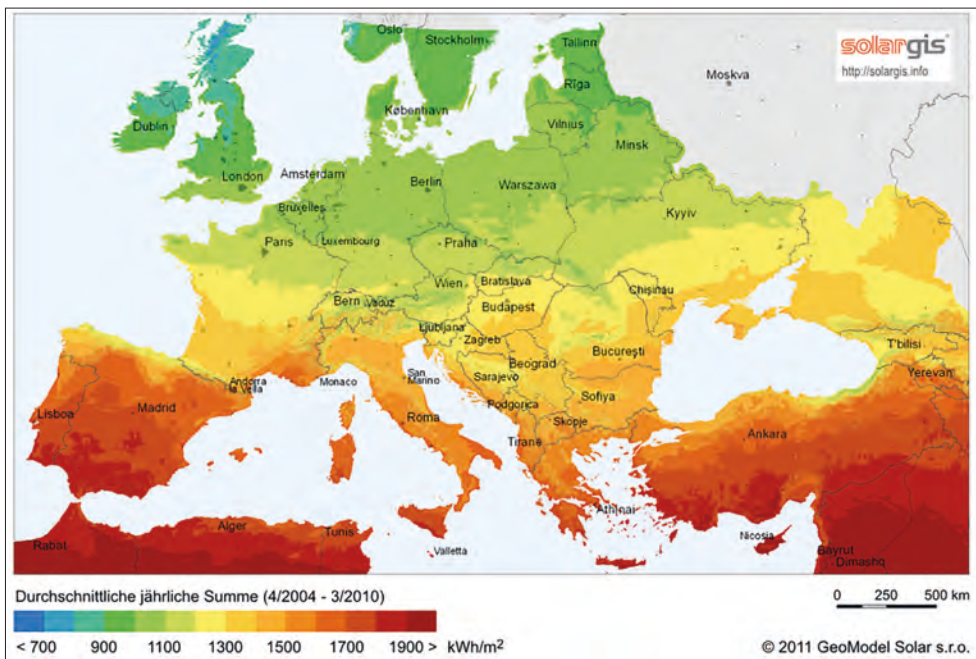 Oslo
Stockholm
Tallinn
solargis
http://solargis.info
Moskva
Rīga
København
Dublin
Vilnius
Minsk
London
Amsterdam
Berlin
Warszawa
Bruxelles
Kyyiv
Paris
Luxembourg
Praha
Wien
Bratislava
Chişinău
Bern
Vaduz
Budapest
Ljubljana
Zagreb
T'bilisi
Bucureşti
Beograd
San
Marino
Yerevan
Andorra
la Vella
Monaco
Sarajevo
Sofiya
Podgorica
Lisboa
Madrid
Roma
Skopje
Ankara
Tiranë
Athínai
Alger
Tunis
Nicosia
Rabat
Valletta
Bayrut
Dimashq
Durchschnittliche jährliche Summe (4/2004 - 3/2010)
0 250 500 km
< 700 900 1100 1300 1500 1700 1900 > kWh/m²
© 2011 GeoModel Solar s.r.o.